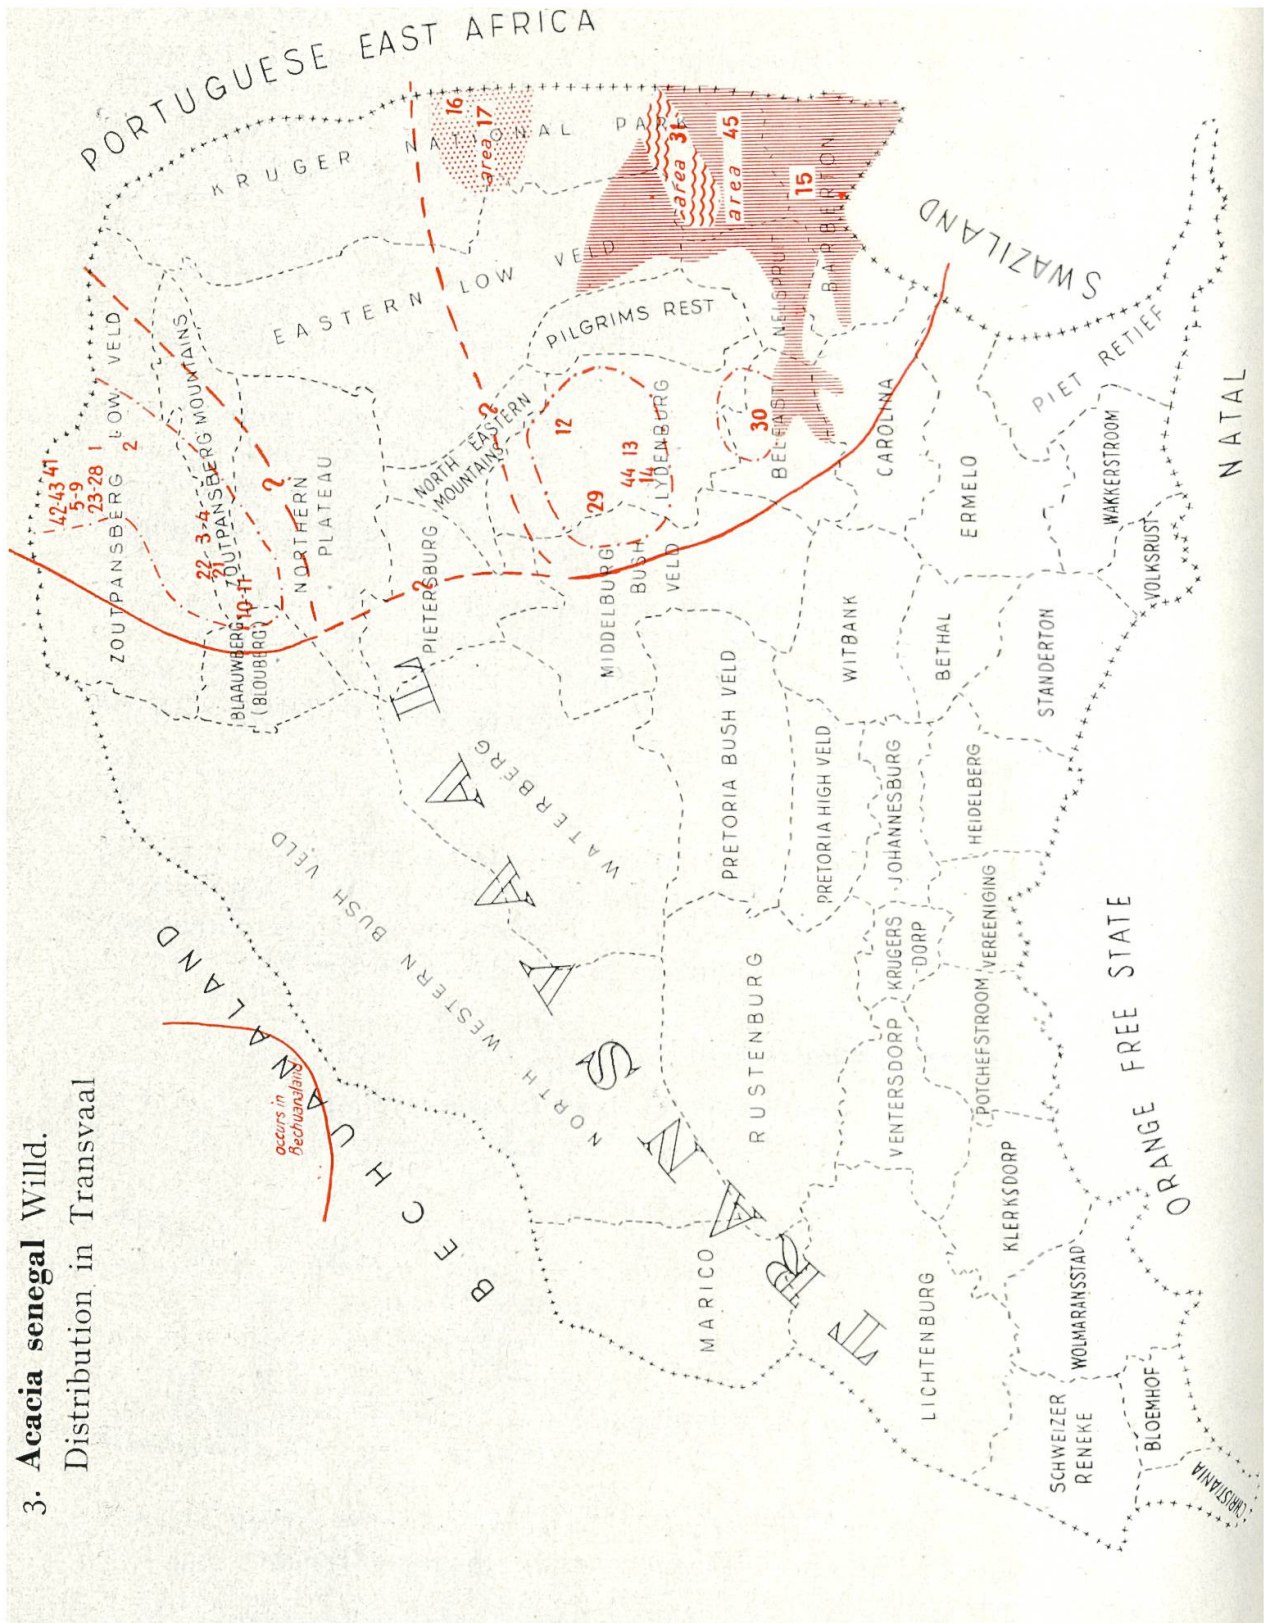 3. Acacia senegal Willd.
Distribution in Transvaal
PORTUGUESE EAST AFRICA
BECHUANALAND
occurs in
Bechuanaland
TRANSVAAL
KRUGER NATIONAL PARK
EASTERN LOW VELD
ZOUTPANSBERG LOW VELD
ZOUTPANSBERG MOUNTAINS
BLAAUWBERG
(BLOUBERG)
NORTHERN
PLATEAU
NORTH EASTERN
MOUNTAINS
PIETERSBURG
PILGRIMS REST
LYDENBURG
MIDDELBURG
BUSH
VELD
NORTH WESTERN BUSH VELD
WATERBERG
PRETORIA BUSH VELD
PRETORIA HIGH VELD
RUSTENBURG
MARICO
WITBANK
BELFAST
NELSPRU
BARBERTON
CAROLINA
ERMELO
BETHAL
STANDERTON
JOHANNESBURG
KRUGERS
-DORP
HEIDELBERG
VEREENIGING
POTCHEFSTROOM
VENTERSDORP
KLERKSDORP
LICHTENBURG
WOLMARANSSTAD
SCHWEIZER
RENEKE
BLOEMHOF
CHRISTIANIA
PIET RETIEF
WAKKERSTROOM
VOLKSRUST
SWAZILAND
NATAL
ORANGE FREE STATE
42-43 41
5-9
23-28 1
2
22 3-4
21
10-11
?
?
?
16
area 17
area 31
area 45
15
12
29
44 13
14
30